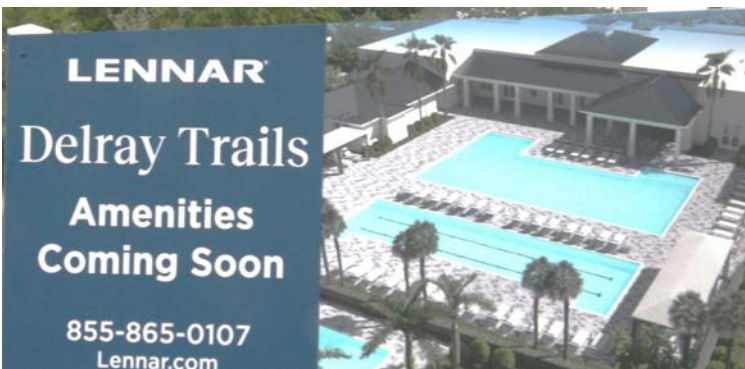 LENNAR
Delray Trails
Amenities
Coming Soon
855-865-0107
Lennar.com